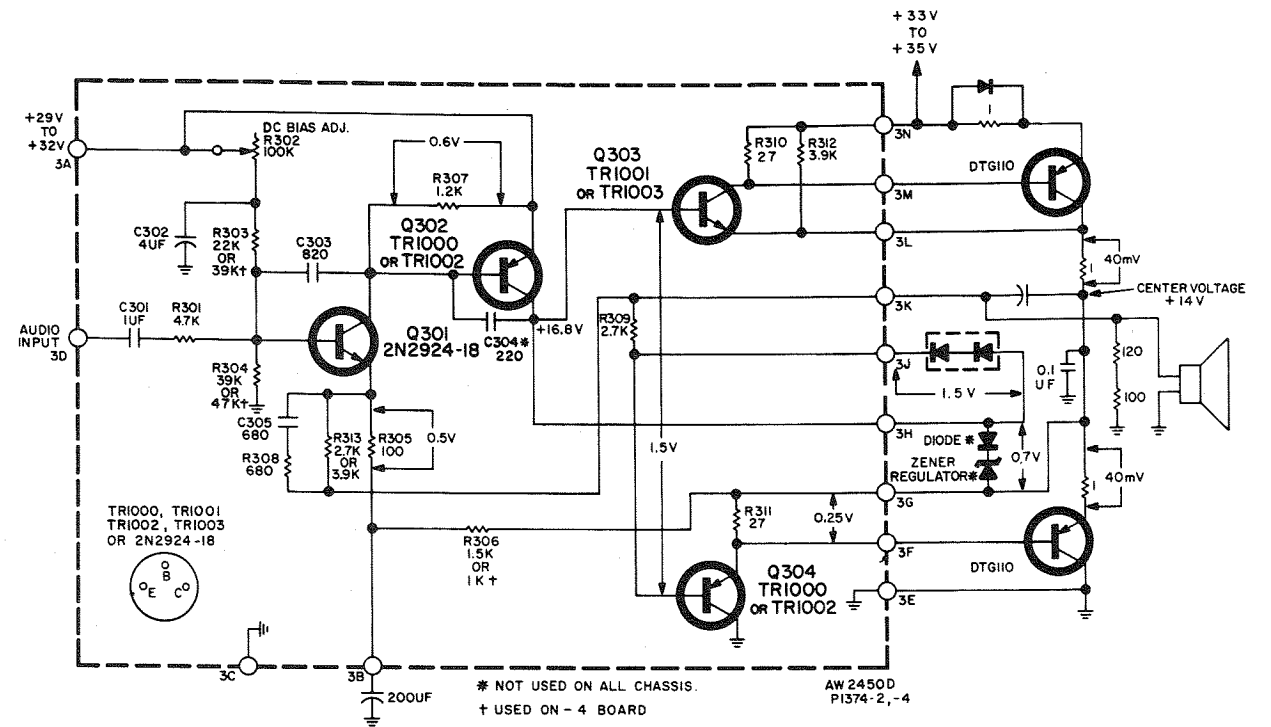 +33V
TO
+35V
+29V
TO
+32V
3A
DC BIAS ADJ.
R302
100K
0.6V
R307
1.2K
Q303
TR1001
OR TR1003
R310
27
R312
3.9K
3N
1
DTG110
3M
C302
4UF
R303
22K
OR
39K†
C303
820
Q302
TR1000
OR TR1002
3L
1
40mV
CENTER VOLTAGE
+14V
3K
C301
1UF
R301
4.7K
AUDIO
INPUT
3D
Q301
2N2924-18
C304*
220
+16.8V
R309
2.7K
3J
1.5V
0.1
UF
120
100
R304
39K
OR
47K†
C305
680
R308
680
R313
2.7K
OR
3.9K
R305
100
0.5V
1.5V
3H
DIODE *
ZENER
REGULATOR*
0.7V
1
40mV
3G
R311
27
0.25V
TR1000, TR1001
TR1002, TR1003
OR 2N2924-18
B
E
C
R306
1.5K
OR
1K †
3F
DTG110
Q304
TR1000
OR TR1002
3E
3C
3B
200UF
* NOT USED ON ALL CHASSIS.
† USED ON -4 BOARD
AW2450D
P1374-2,-4